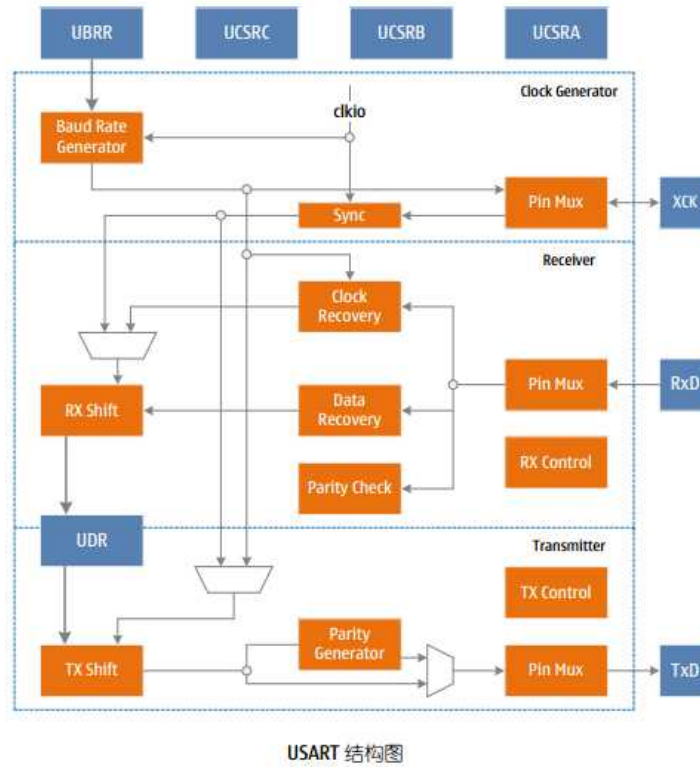 UBRR
UCSRC
UCSRB
UCSRA
Clock Generator
clkio
Baud Rate
Generator
Sync
Pin Mux
XCK
Receiver
Clock
Recovery
RX Shift
Data
Recovery
Pin Mux
RxD
RX Control
Parity Check
UDR
Transmitter
TX Control
Parity
Generator
TX Shift
Pin Mux
TxD
USART 结构图